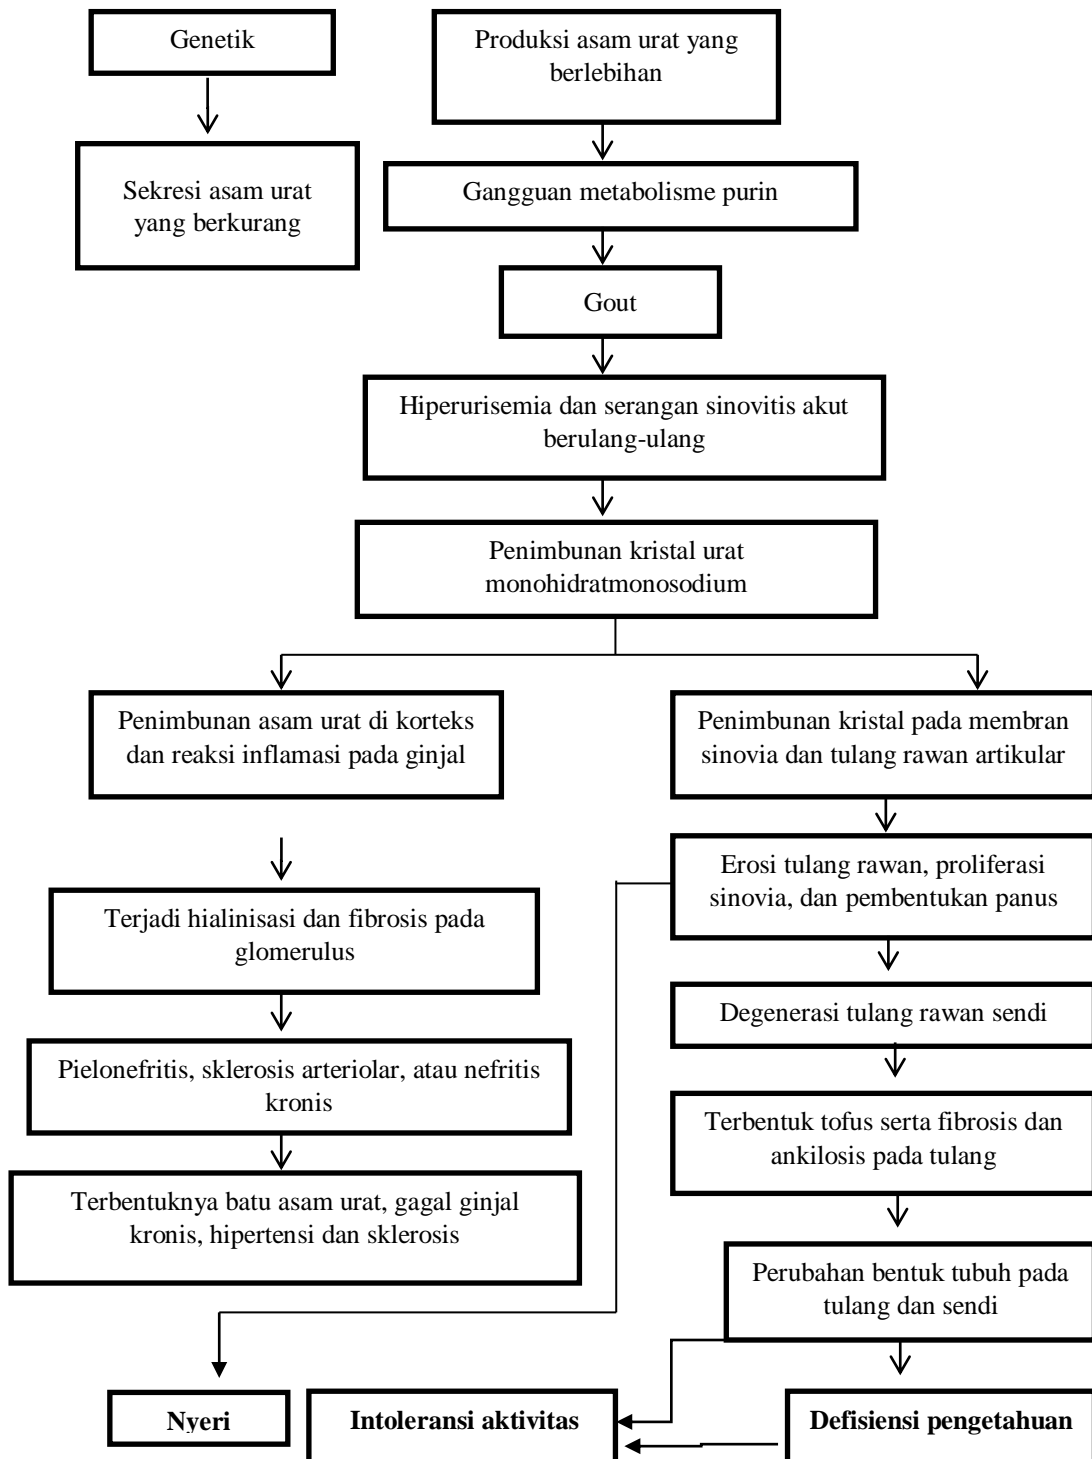 Genetik
Produksi asam urat yang
berlebihan
Sekresi asam urat
yang berkurang
Gangguan metabolisme purin
Gout
Hiperurisemia dan serangan sinovitis akut
berulang-ulang
Penimbunan kristal urat
monohidratmonosodium
Penimbunan asam urat di korteks
dan reaksi inflamasi pada ginjal
Penimbunan kristal pada membran
sinovia dan tulang rawan artikular
Erosi tulang rawan, proliferasi
sinovia, dan pembentukan panus
Terjadi hialinisasi dan fibrosis pada
glomerulus
Degenerasi tulang rawan sendi
Pielonefritis, sklerosis arteriolar, atau nefritis
kronis
Terbentuk tofus serta fibrosis dan
ankilosis pada tulang
Terbentuknya batu asam urat, gagal ginjal
kronis, hipertensi dan sklerosis
Perubahan bentuk tubuh pada
tulang dan sendi
Nyeri
Intoleransi aktivitas
Defisiensi pengetahuan